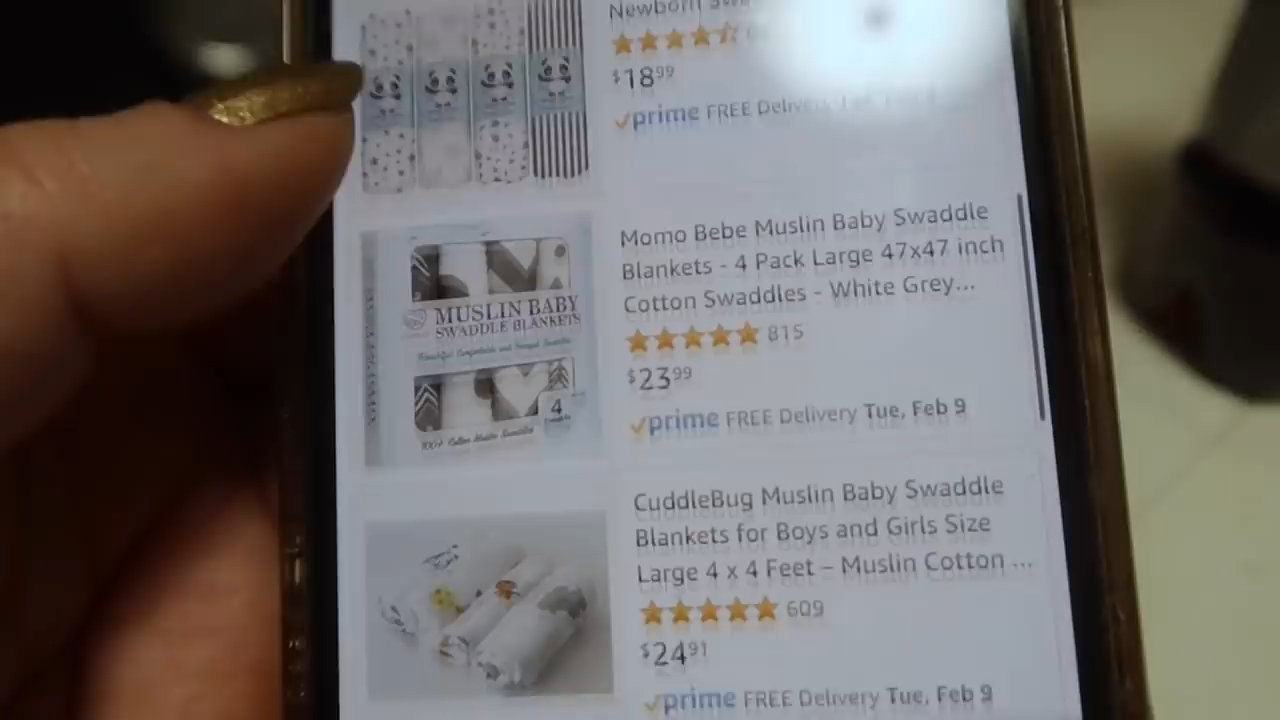 Newborn
$18.99
prime FREE Delivery
Momo Bebe Muslin Baby Swaddle
Blankets - 4 Pack Large 47x47 inch
Cotton Swaddles - White Grey...
815
$23.99
prime FREE Delivery Tue, Feb 9
MUSLIN BABY
SWADDLE BLANKETS
4
CuddleBug Muslin Baby Swaddle
Blankets for Boys and Girls Size
Large 4 x 4 Feet – Muslin Cotton ...
609
$24.91
prime FREE Delivery Tue, Feb 9